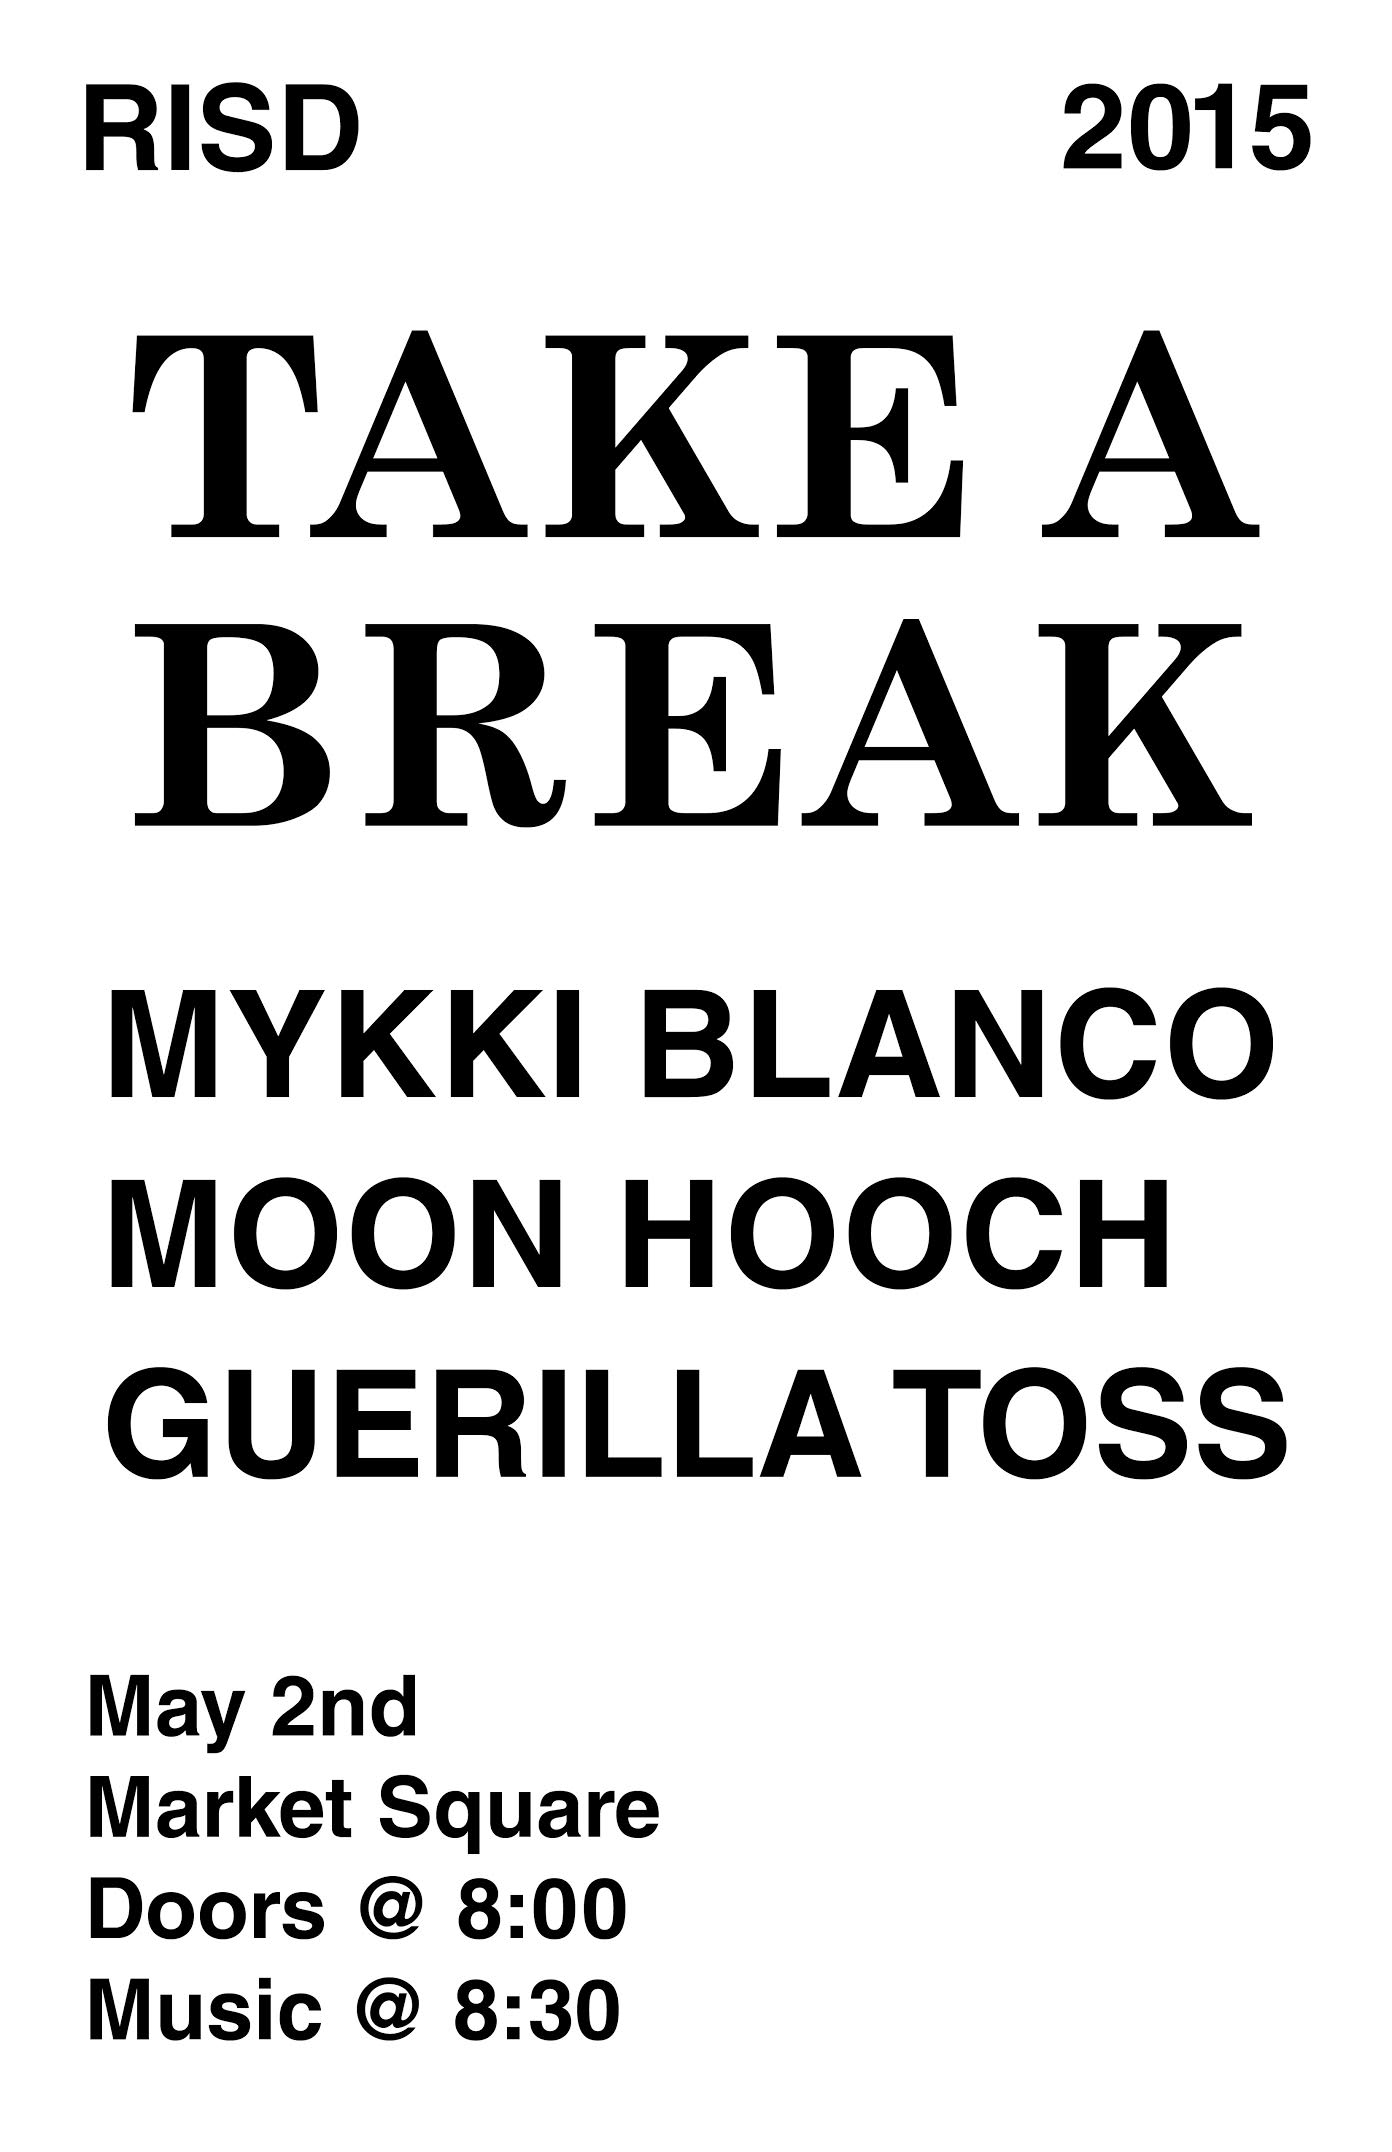 RISD 2015
TAKE A
BREAK
MYKKI BLANCO
MOON HOOCH
GUERILLA TOSS
May 2nd
Market Square
Doors @ 8:00
Music @ 8:30